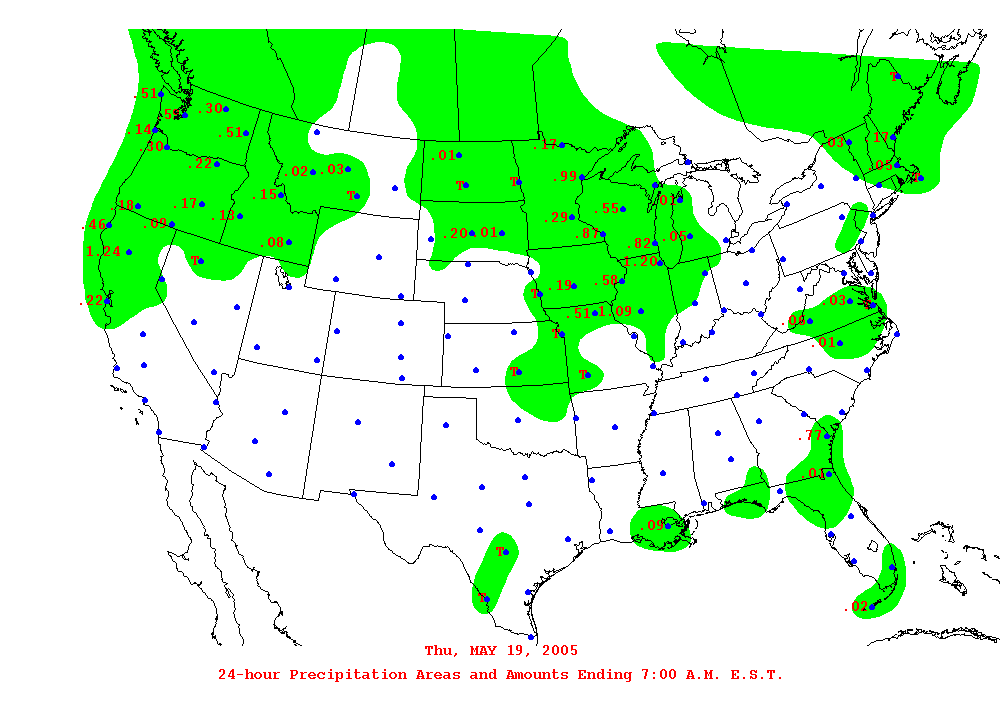 T
.51
.30
.5
.14
.51
17
.03
.30
.17
.01
.22
.05
.02 .03
.99
T
.15
T
T
T
.01
18
.17
.55
.13
.29
.46
.09
.20 .01
.87
.05
.08
.82
1.24
T
1.20
.19
.58
T
.22
.03
.51 1.09
.06
T
.01
T
T
.77
.0
.09
T
T
.02
Thu, MAY 19, 2005
24-hour Precipitation Areas and Amounts Ending 7:00 A.M. E.S.T.